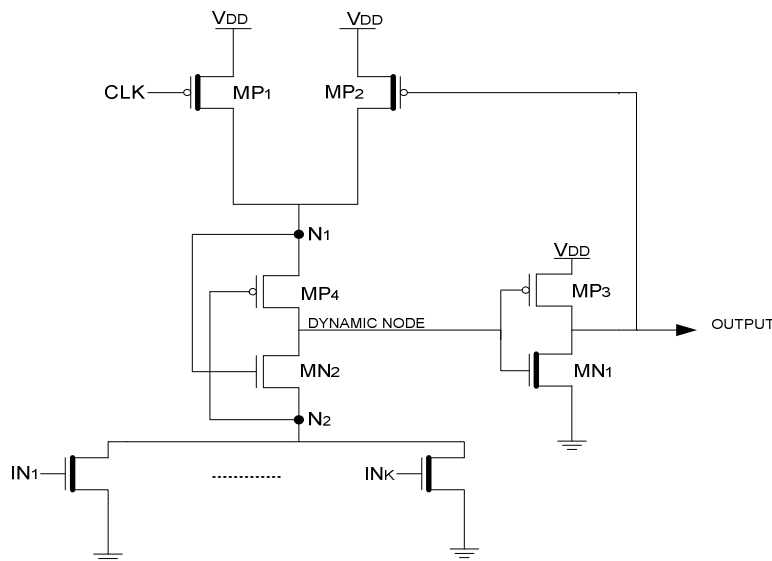 VDD VDD
CLK MP1 MP2
N1
MP4
VDD
MP3
DYNAMIC NODE
OUTPUT
MN2
MN1
N2
IN1 INK